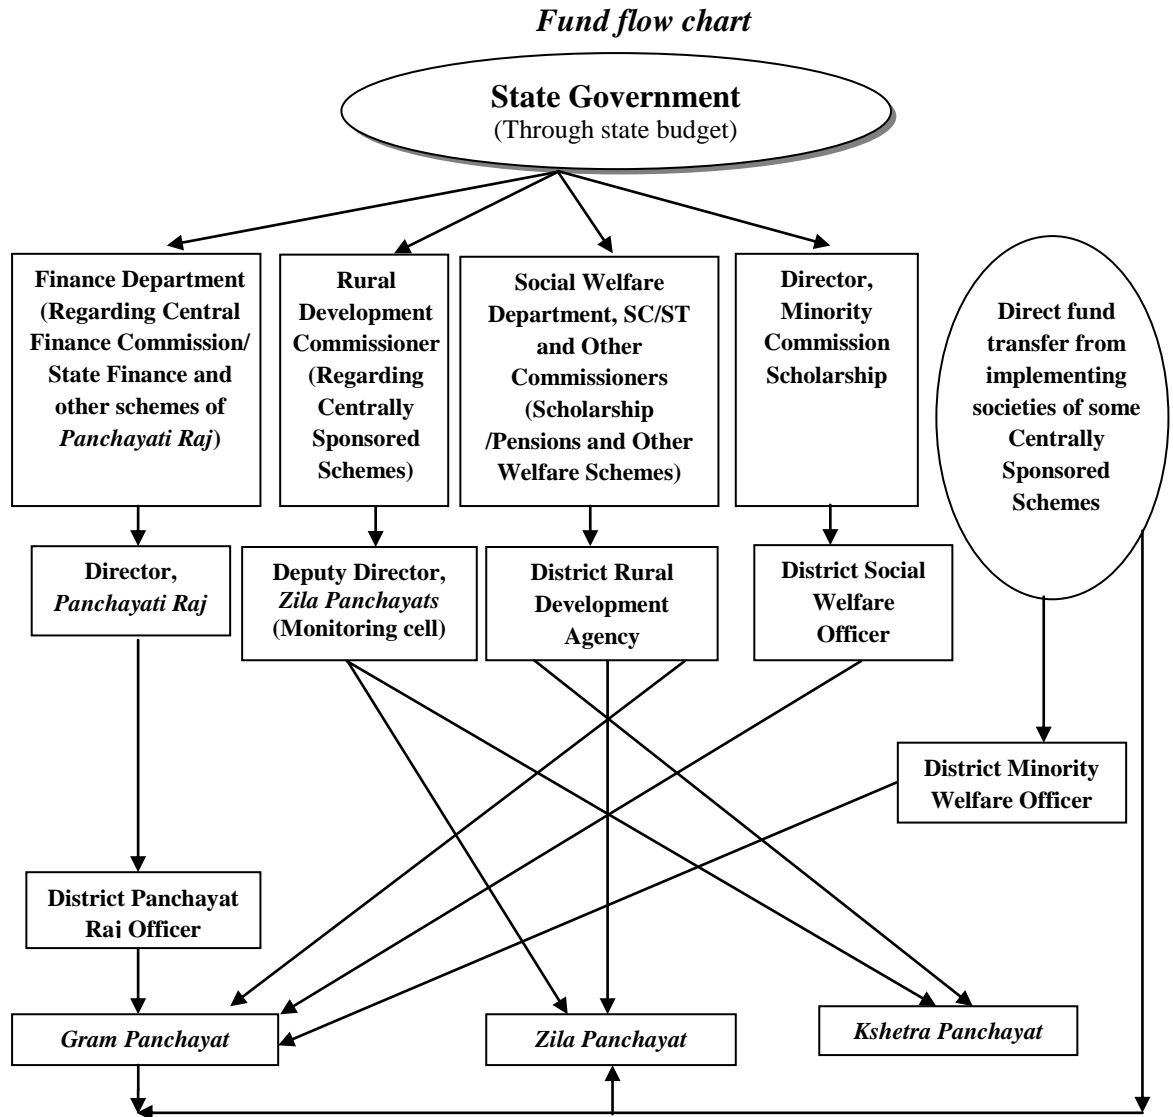 Fund flow chart
State Government
(Through state budget)
Finance Department
(Regarding Central
Finance Commission/
State Finance and
other schemes of
Panchayati Raj)
Rural
Development
Commissioner
(Regarding
Centrally
Sponsored
Schemes)
Social Welfare
Department, SC/ST
and Other
Commissioners
(Scholarship
/Pensions and Other
Welfare Schemes)
Director,
Minority
Commission
Scholarship
Direct fund
transfer from
implementing
societies of some
Centrally
Sponsored
Schemes
Director,
Panchayati Raj
Deputy Director,
Zila Panchayats
(Monitoring cell)
District Rural
Development
Agency
District Social
Welfare
Officer
District Minority
Welfare Officer
District Panchayat
Raj Officer
Gram Panchayat
Zila Panchayat
Kshetra Panchayat